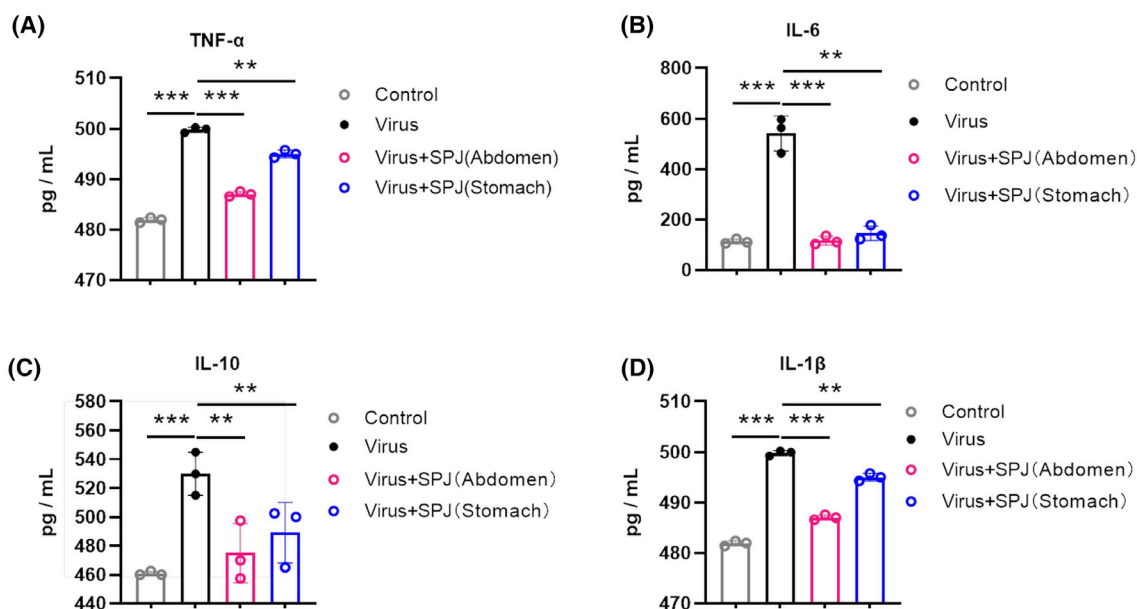 (A)
TNF-α
pg / mL
510
500
490
480
470
***
***
**
Control
Virus
Virus+SPJ(Abdomen)
Virus+SPJ(Stomach)
(B)
IL-6
pg / mL
800
600
400
200
0
***
***
**
Control
Virus
Virus+SPJ（Abdomen）
Virus+SPJ（Stomach）
(C)
IL-10
pg / mL
580
560
540
520
500
480
460
440
***
**
**
Control
Virus
Virus+SPJ（Abdomen）
Virus+SPJ（Stomach）
(D)
IL-1β
pg / mL
510
500
490
480
470
***
***
**
Control
Virus
Virus+SPJ（Abdomen）
Virus+SPJ（Stomach）